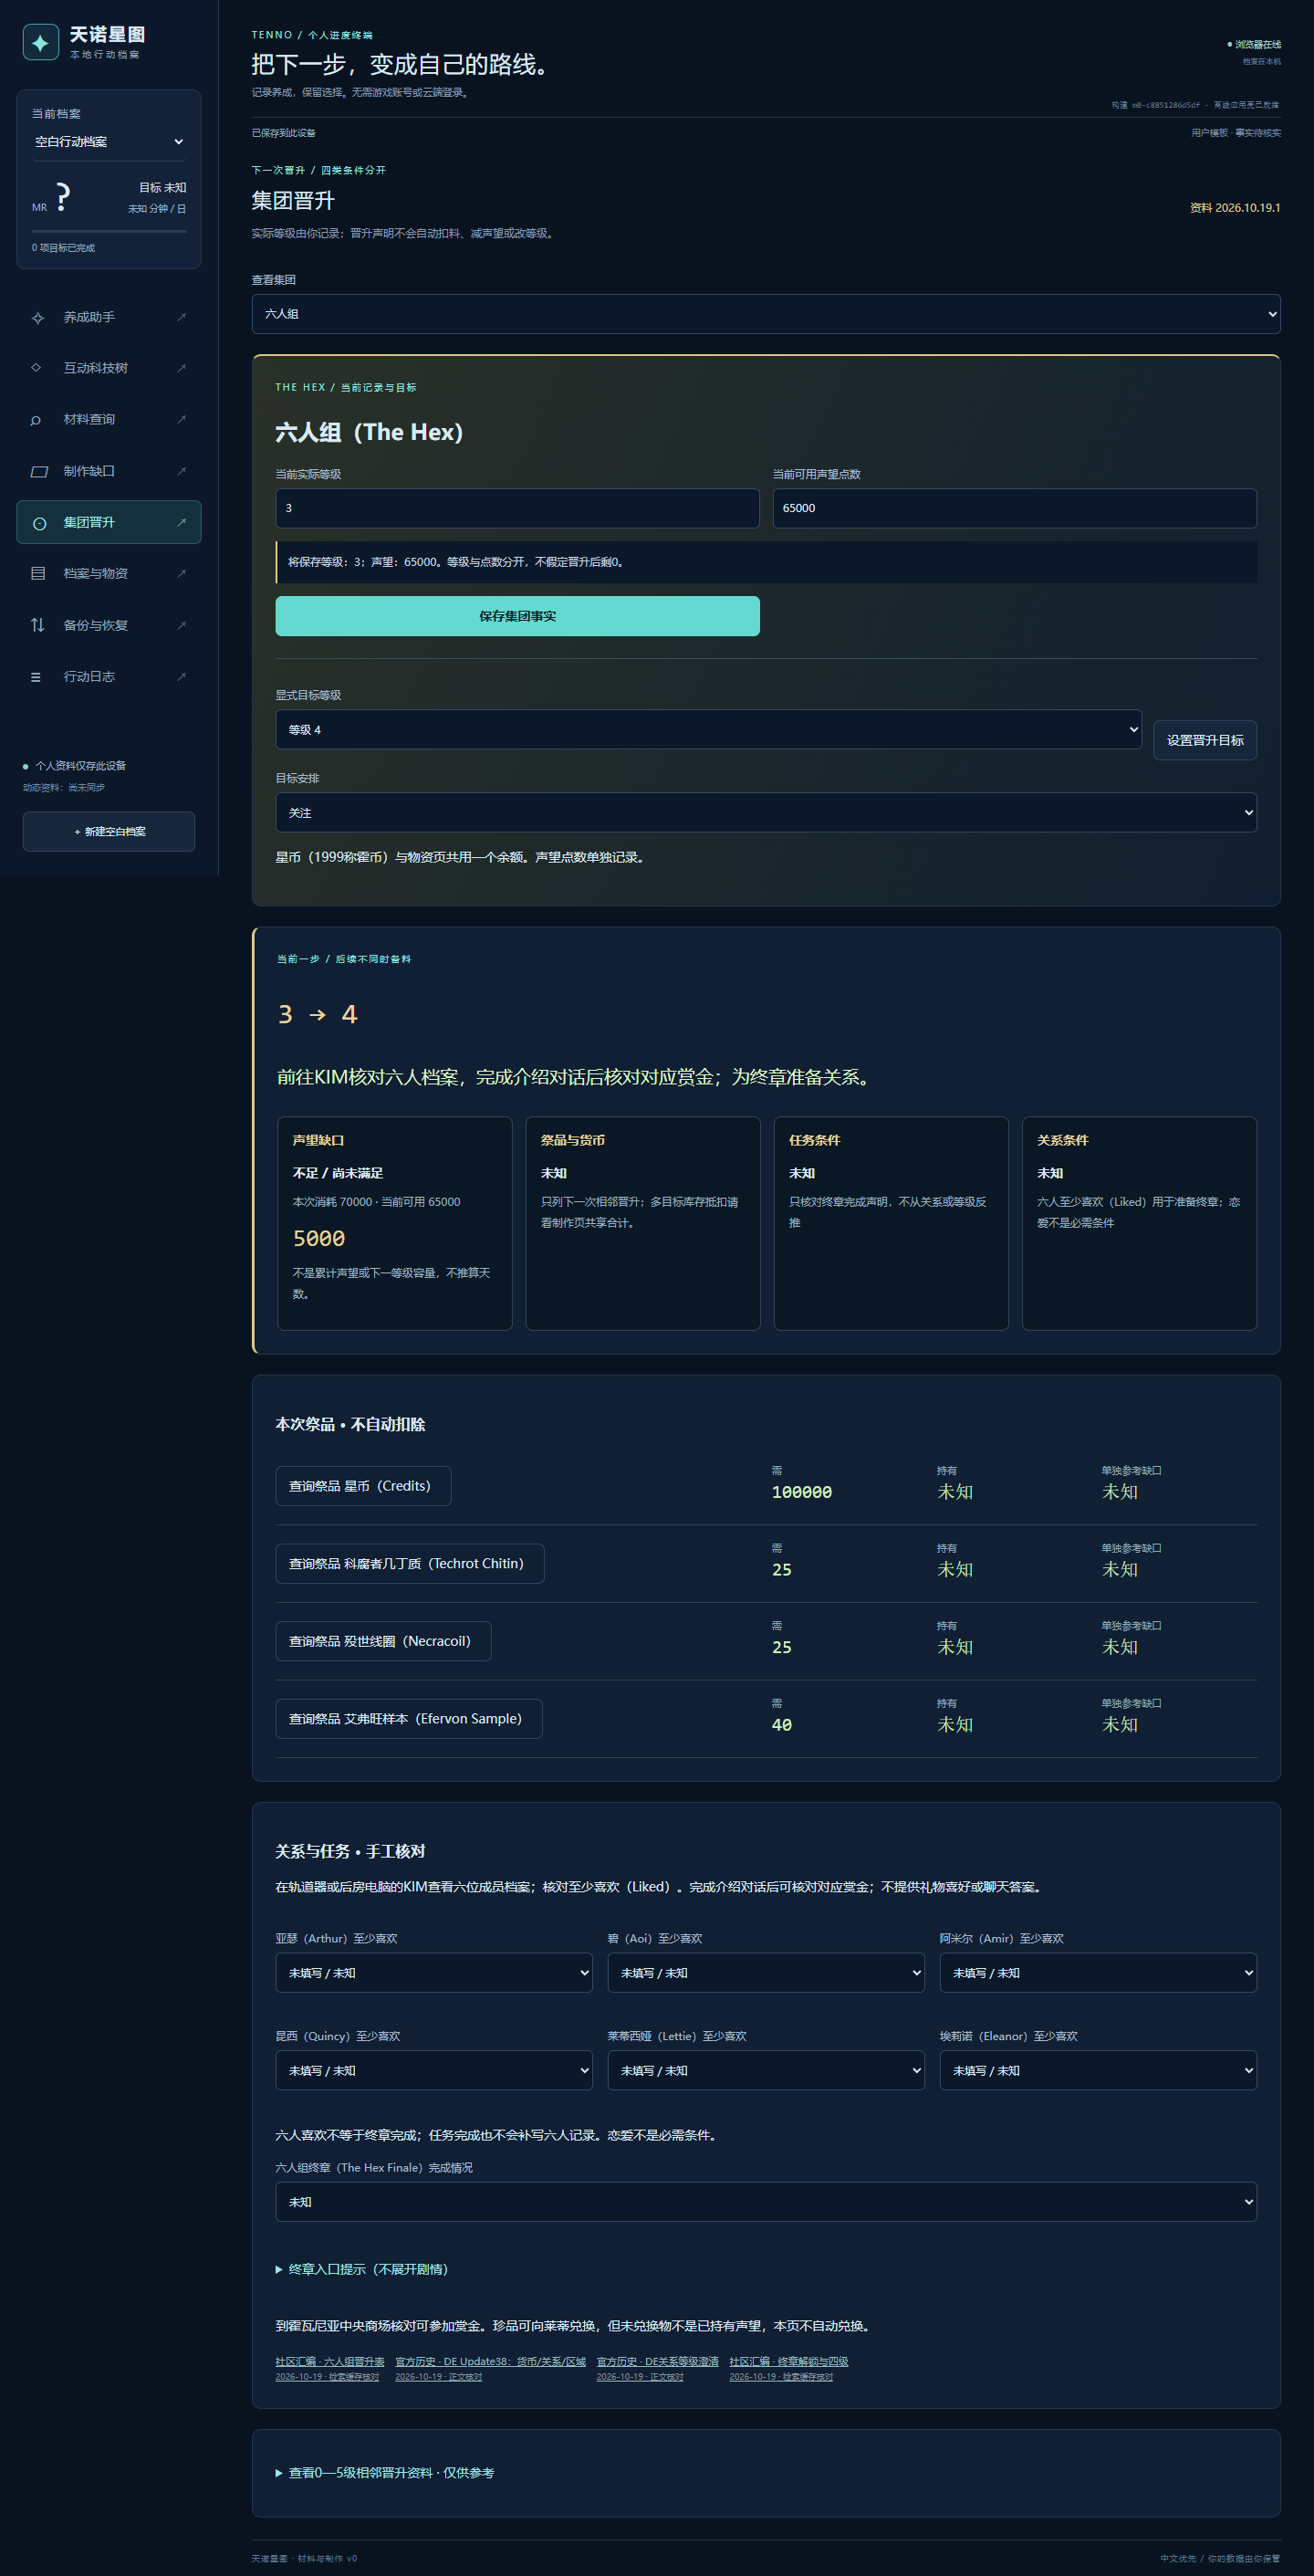 天诺星图
本地行动档案
当前档案
空白行动档案
MR ?
目标 未知
未知 分钟 / 日
0 项目标已完成
养成助手
互动科技树
材料查询
制作缺口
集团晋升
档案与物资
备份与恢复
行动日志
个人资料仅存此设备
动态资料：尚未同步
+ 新建空白档案
TENNO / 个人进度终端
把下一步，变成自己的路线。
记录养成，保留选择。无需游戏账号或云端登录。
浏览器在线
档案在本机
构建 m0-c8851286d5df · 离线应用壳已就绪
已保存到此设备
用户模板 · 事实待核实
下一次晋升 / 四类条件分开
集团晋升
实际等级由你记录；晋升声明不会自动扣料、减声望或改等级。
资料 2026.10.19.1
查看集团
六人组
THE HEX / 当前记录与目标
六人组（The Hex）
当前实际等级
当前可用声望点数
3
65000
将保存等级：3；声望：65000。等级与点数分开，不假定晋升后剩0。
保存集团事实
显式目标等级
等级 4
设置晋升目标
目标安排
关注
星币（1999称霍币）与物资页共用一个余额。声望点数单独记录。
当前一步 / 后续不同时备料
3 → 4
前往KIM核对六人档案，完成介绍对话后核对对应赏金；为终章准备关系。
声望缺口
不足 / 尚未满足
本次消耗 70000 · 当前可用 65000
5000
不是累计声望或下一等级容量，不推算天数。
祭品与货币
未知
只列下一次相邻晋升；多目标库存抵扣请看制作页共享合计。
任务条件
未知
只核对终章完成声明，不从关系或等级反推
关系条件
未知
六人至少喜欢（Liked）用于准备终章；恋爱不是必需条件
本次祭品 • 不自动扣除
查询祭品 星币（Credits）
需
100000
持有
未知
单独参考缺口
未知
查询祭品 科腐者几丁质（Techrot Chitin）
需
25
持有
未知
单独参考缺口
未知
查询祭品 殁世线圈（Necracoil）
需
25
持有
未知
单独参考缺口
未知
查询祭品 艾弗旺样本（Efervon Sample）
需
40
持有
未知
单独参考缺口
未知
关系与任务 • 手工核对
在轨道器或后房电脑的KIM查看六位成员档案；核对至少喜欢（Liked）。完成介绍对话后可核对对应赏金；不提供礼物喜好或聊天答案。
亚瑟（Arthur）至少喜欢
碧（Aoi）至少喜欢
阿米尔（Amir）至少喜欢
未填写 / 未知
未填写 / 未知
未填写 / 未知
昆西（Quincy）至少喜欢
莱蒂西娅（Lettie）至少喜欢
埃莉诺（Eleanor）至少喜欢
未填写 / 未知
未填写 / 未知
未填写 / 未知
六人喜欢不等于终章完成；任务完成也不会补写六人记录。恋爱不是必需条件。
六人组终章（The Hex Finale）完成情况
未知
终章入口提示（不展开剧情）
到霍瓦尼亚中央商场核对可参加赏金。珍品可向莱蒂兑换，但未兑换物不是已持有声望，本页不自动兑换。
社区汇编 · 六人组晋升表
2026-10-19 · 检索缓存核对
官方历史 · DE Update38：货币/关系/区域
2026-10-19 · 正文核对
官方历史 · DE关系等级澄清
2026-10-19 · 正文核对
社区汇编 · 终章解锁与四级
2026-10-19 · 检索缓存核对
查看0—5级相邻晋升资料 · 仅供参考
天诺星图 · 材料与制作 v0
中文优先 / 你的数据由你保管